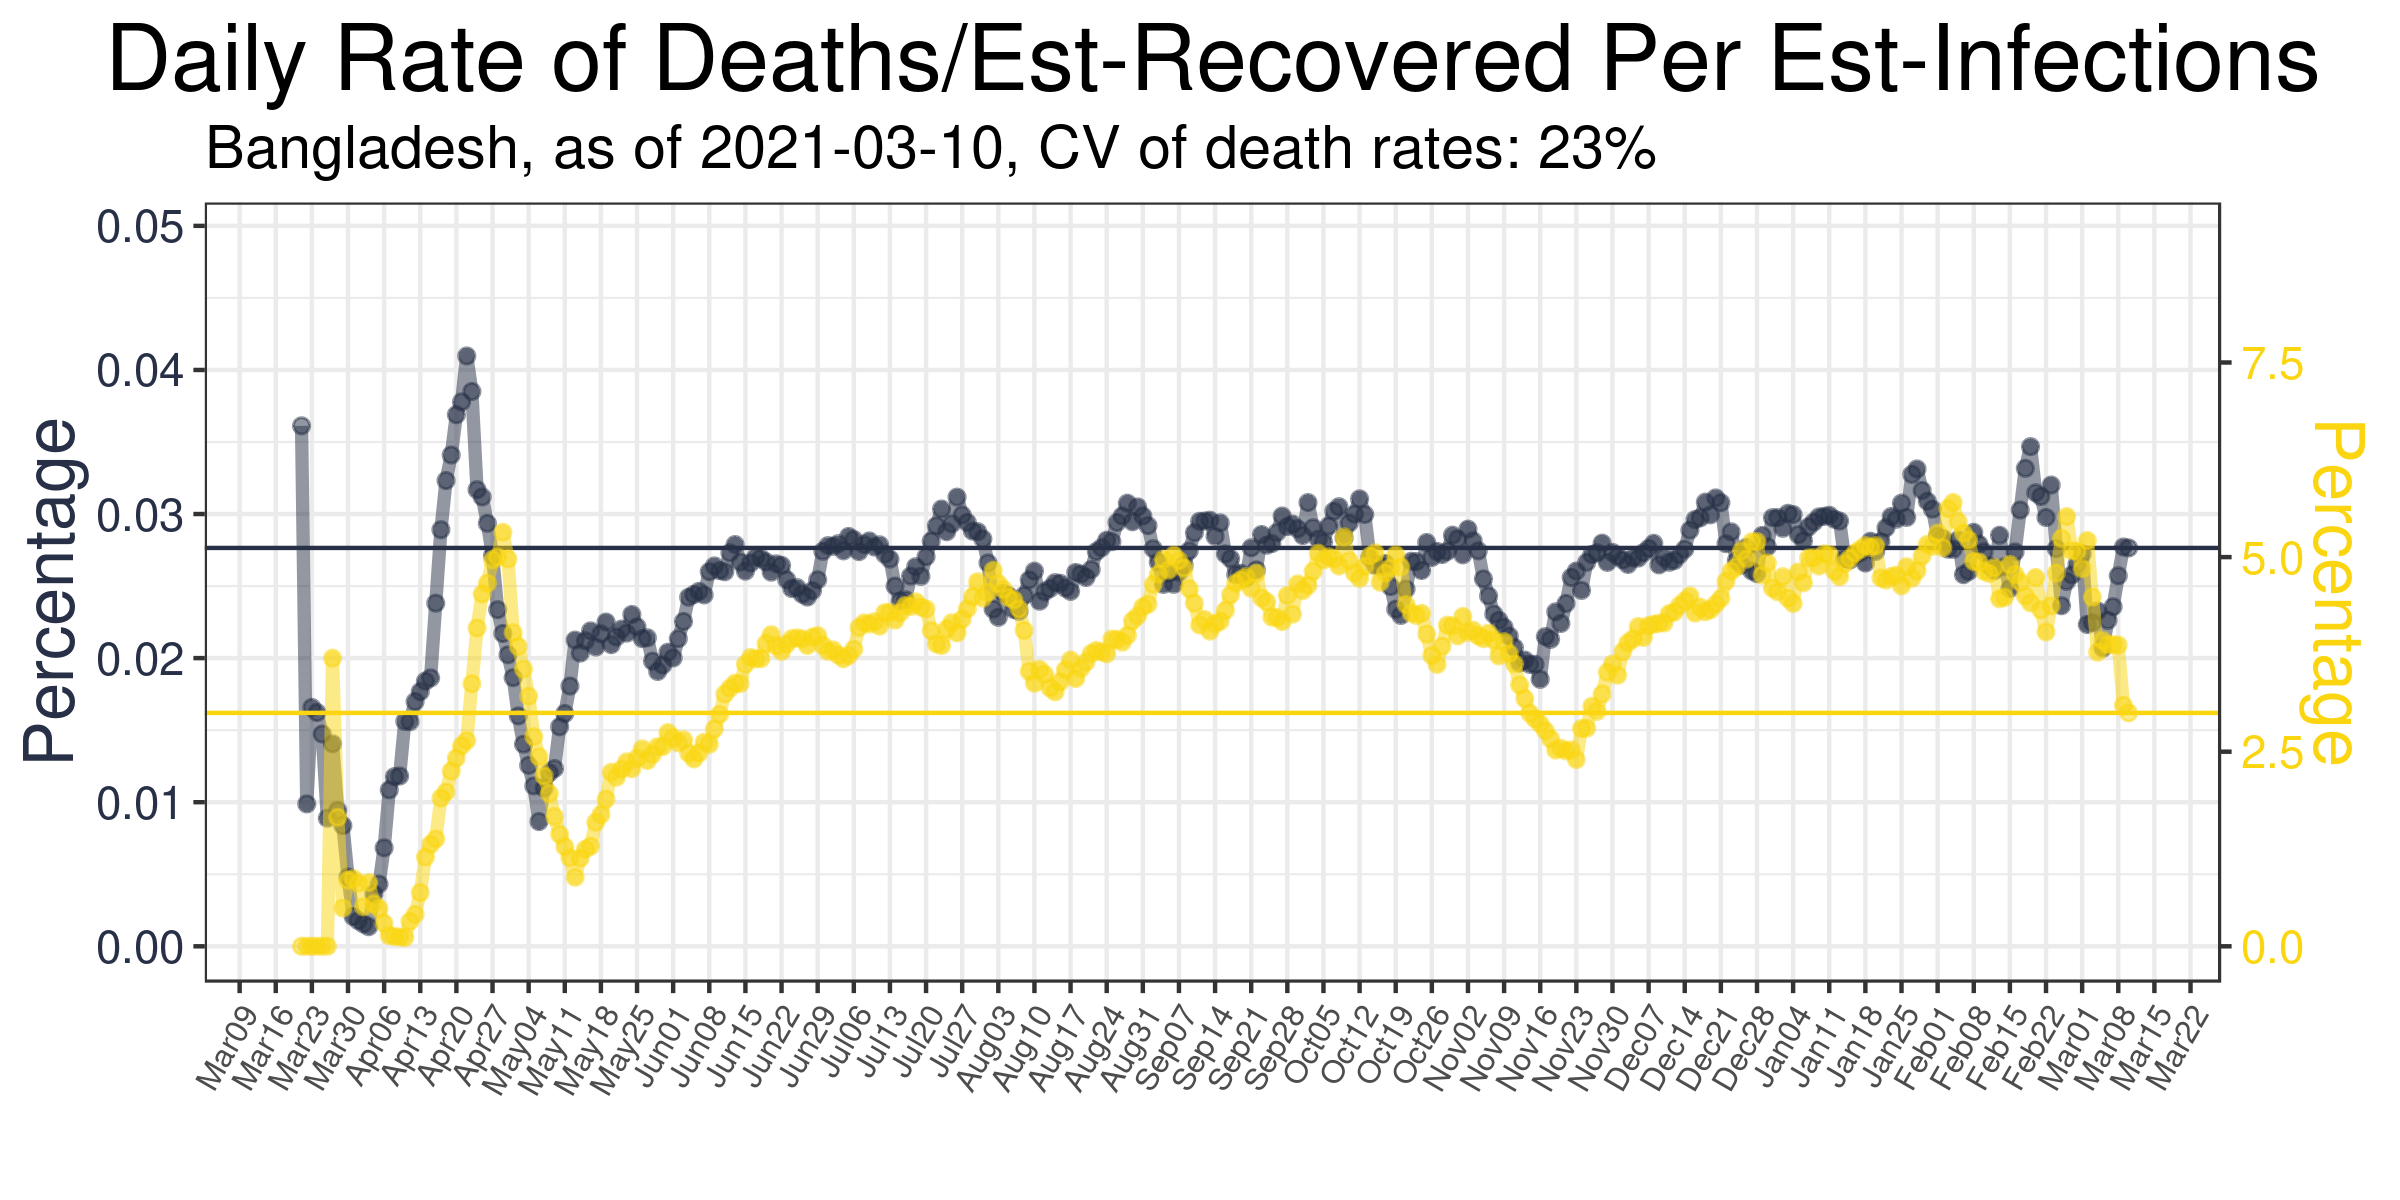 Daily Rate of Deaths/Est-Recovered Per Est-Infections
Bangladesh, as of 2021-03-10, CV of death rates: 23%
Percentage
0.05
0.04
0.03
0.02
0.01
0.00
7.5
5.0
2.5
0.0
Percentage
Mar09
Mar16
Mar23
Mar30
Apr06
Apr13
Apr20
Apr27
May04
May11
May18
May25
Jun01
Jun08
Jun15
Jun22
Jun29
Jul06
Jul13
Jul20
Jul27
Aug03
Aug10
Aug17
Aug24
Aug31
Sep07
Sep14
Sep21
Sep28
Oct05
Oct12
Oct19
Oct26
Nov02
Nov09
Nov16
Nov23
Nov30
Dec07
Dec14
Dec21
Dec28
Jan04
Jan11
Jan18
Jan25
Feb01
Feb08
Feb15
Feb22
Mar01
Mar08
Mar15
Mar22